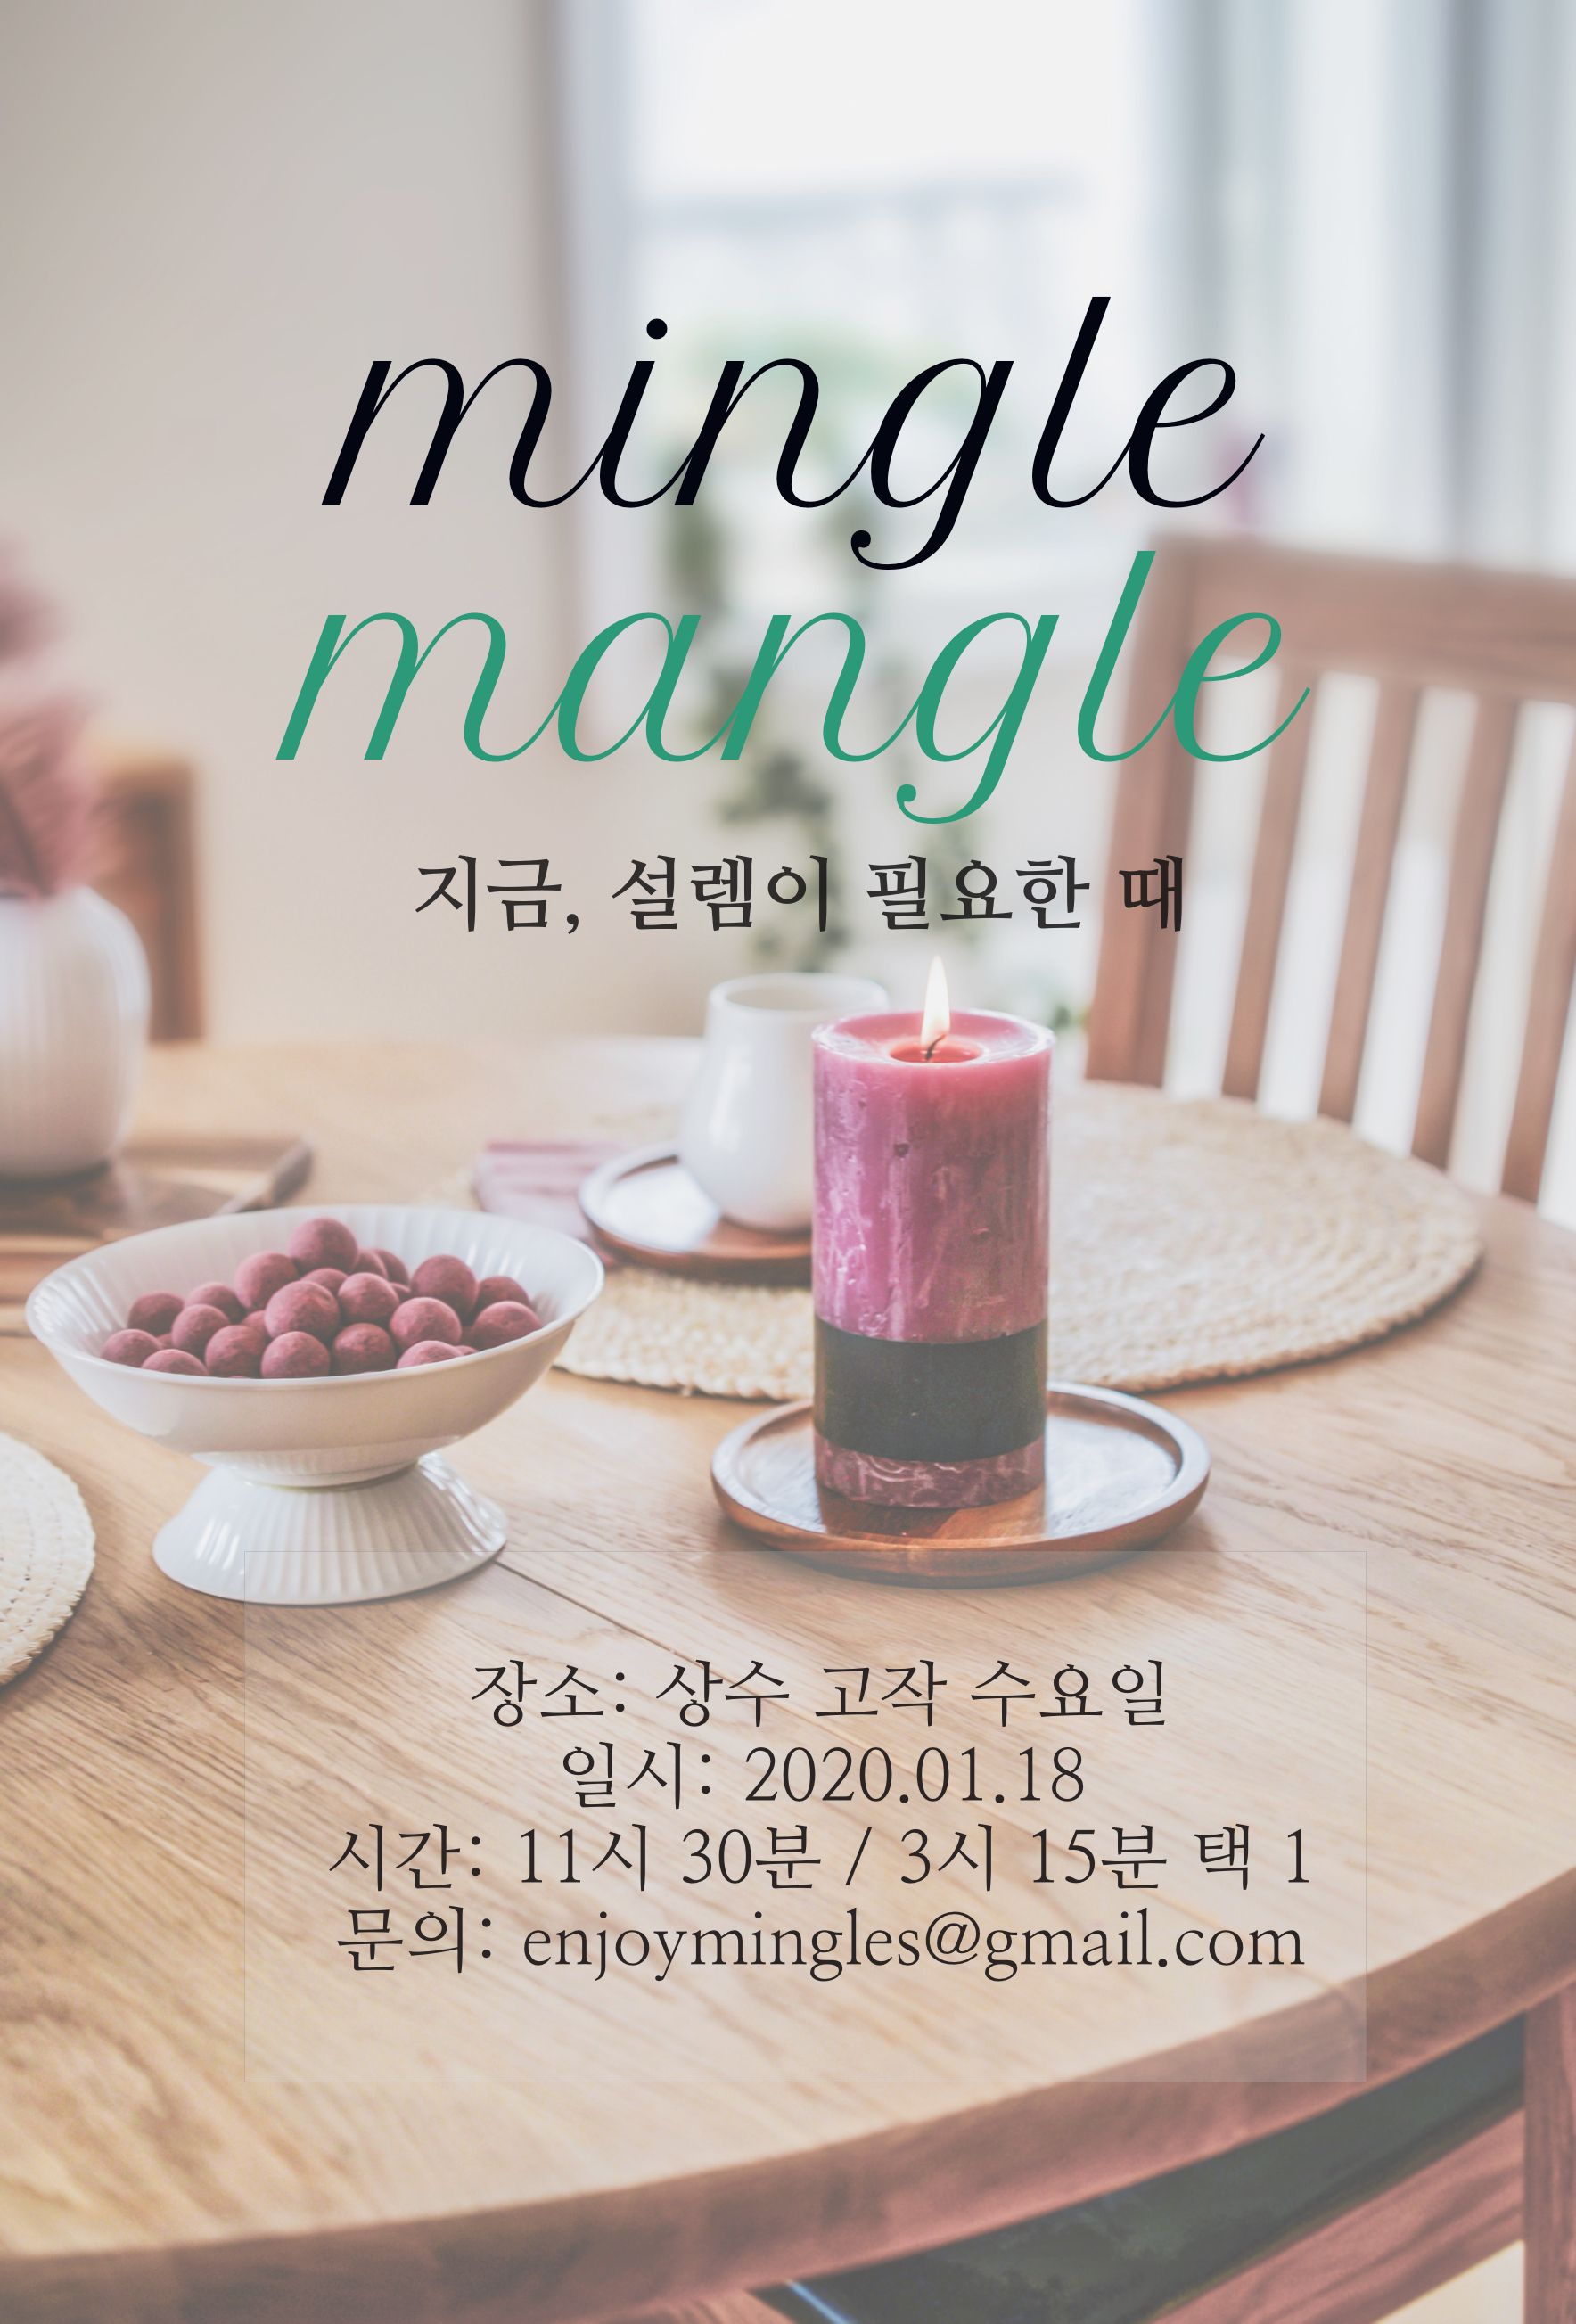 mingle
mangle
지금, 설렘이 필요한 때
장소: 상수 고작 수요일
일시: 2020.01.18
시간: 11시 30분 / 3시 15분 택 1
문의: enjoymingles@gmail.com